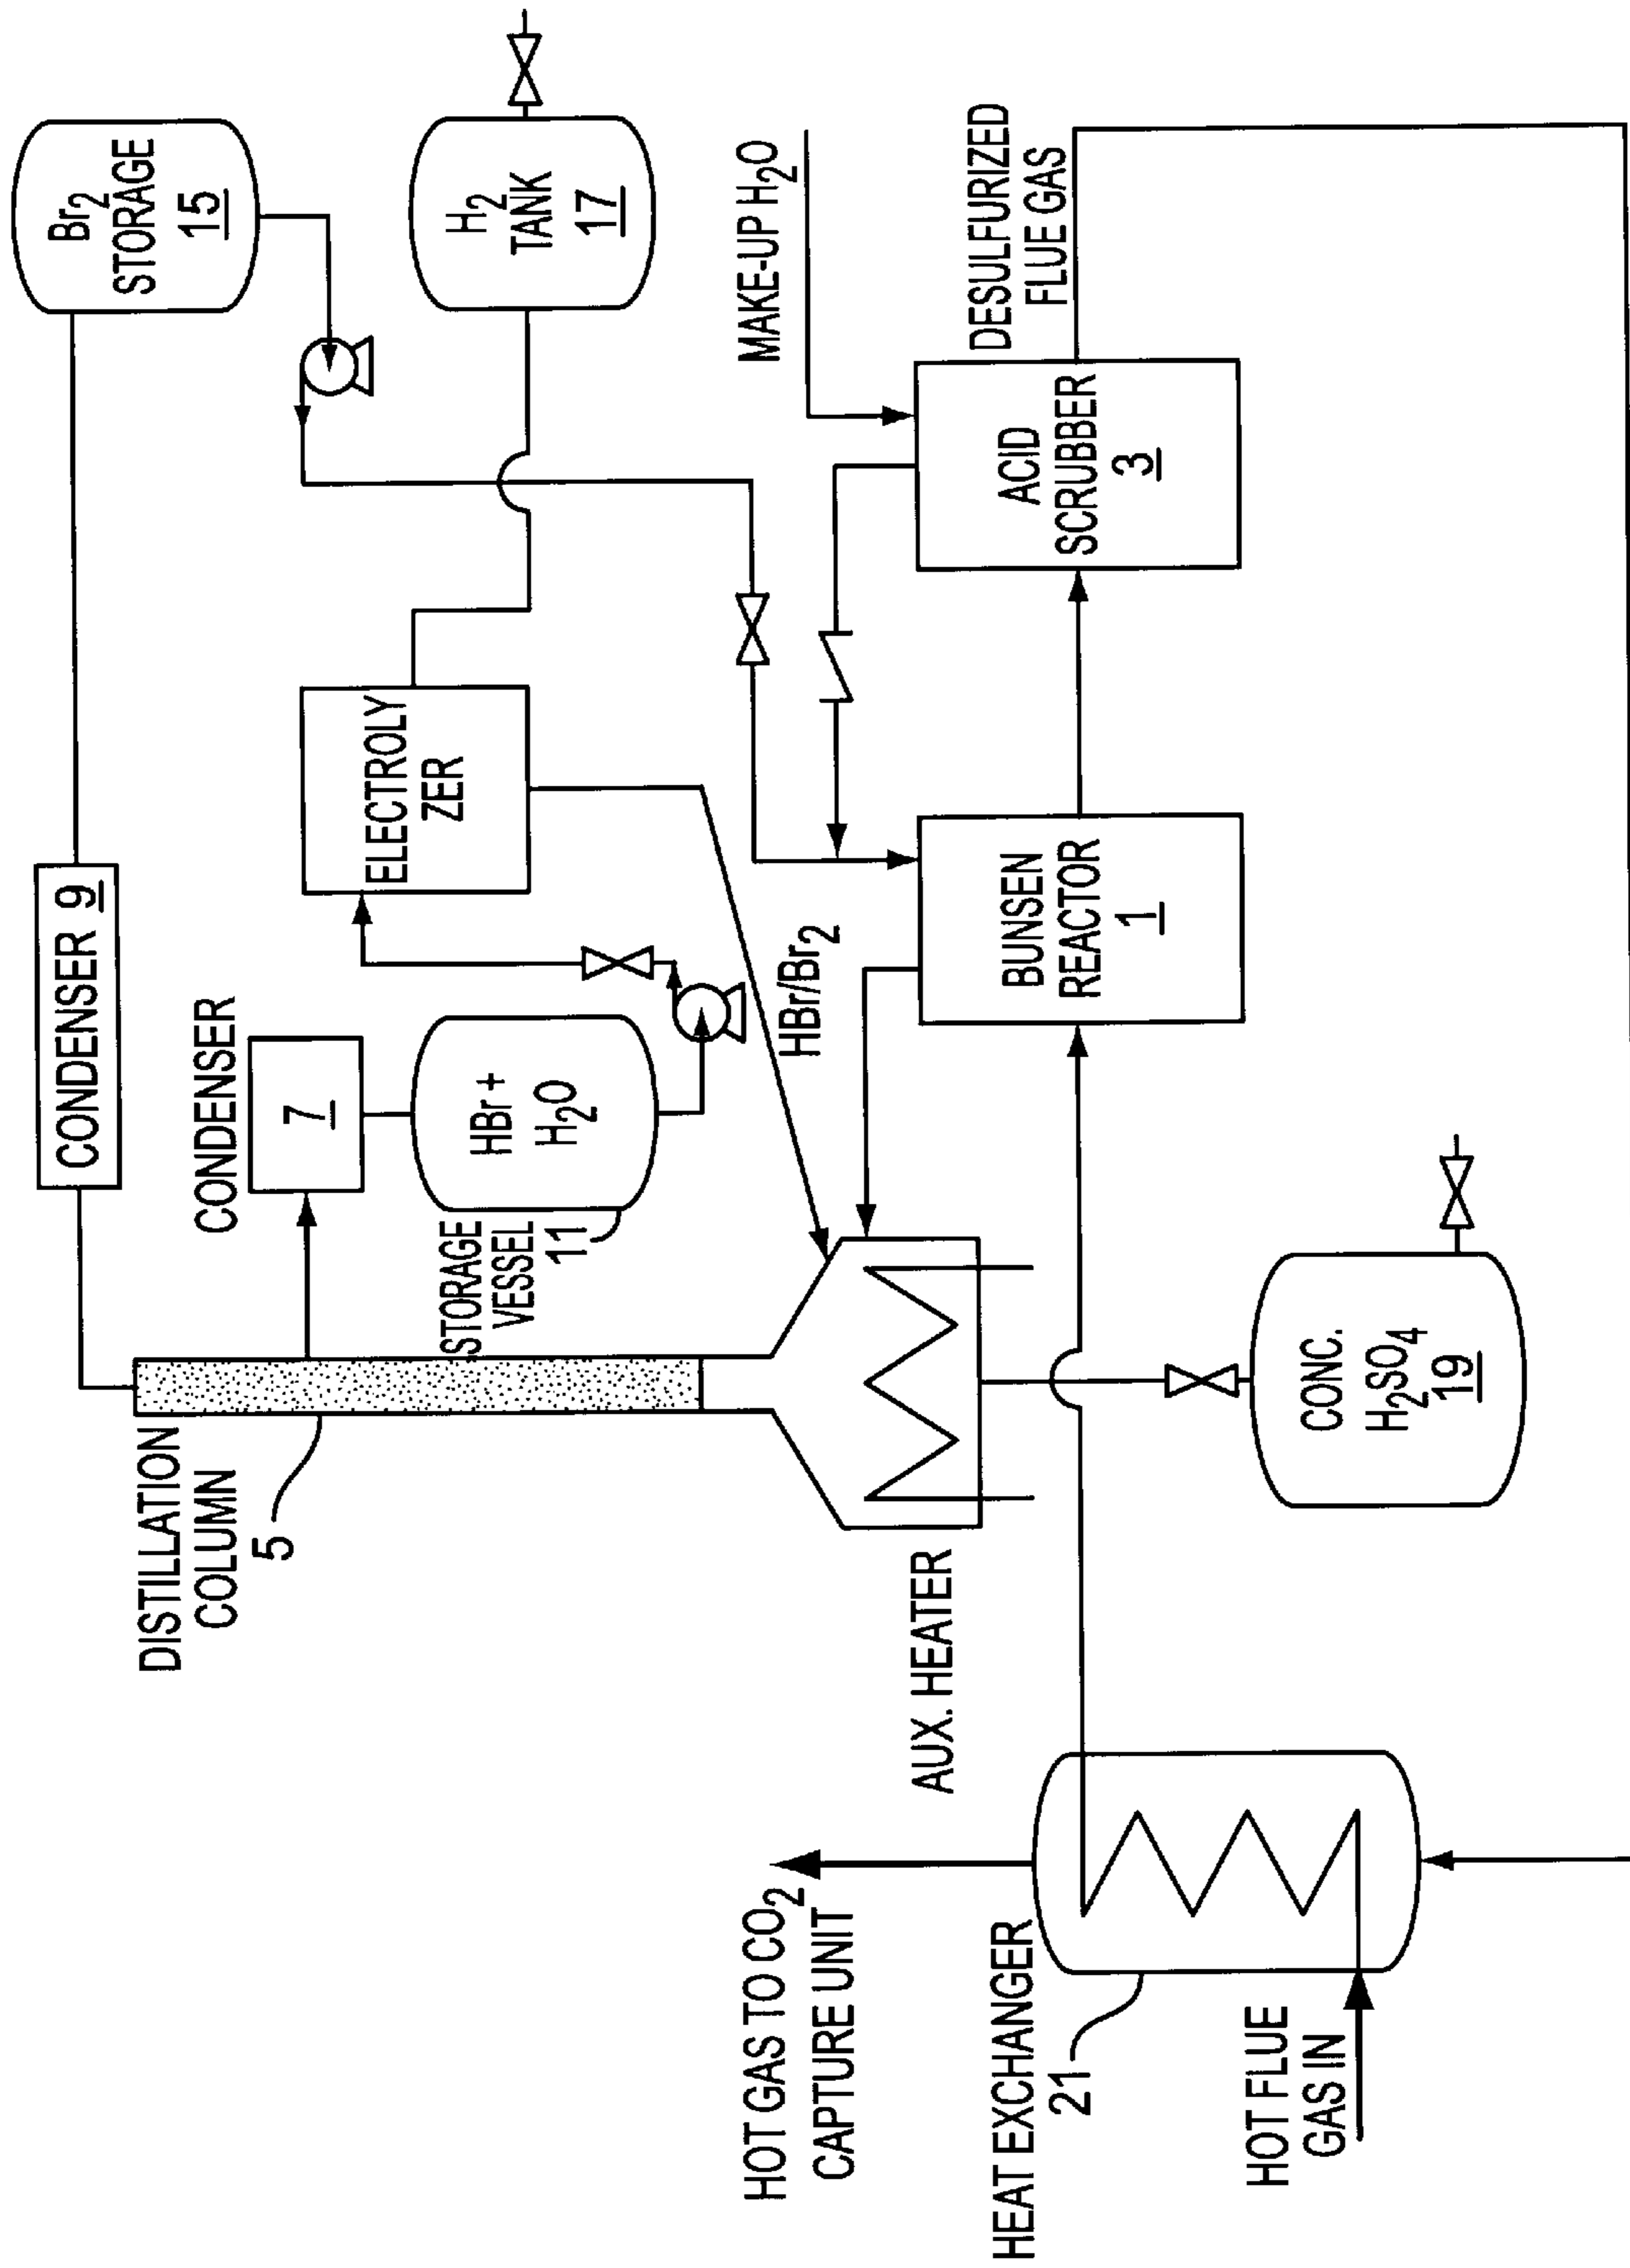 Br2
STORAGE
15
H2
TANK
17
CONDENSER 9
ELECTROLY
ZER
MAKE-UP H2O
DESULFURIZED
FLUE GAS
ACID
SCRUBBER
3
CONDENSER
7
HBr +
H2O
STORAGE
VESSEL
11
HBr/Br2
BUNSEN
REACTOR
1
DISTILLATION
COLUMN
5
AUX. HEATER
CONC.
H2SO4
19
HOT GAS TO CO2
CAPTURE UNIT
HEAT EXCHANGER
21
HOT FLUE
GAS IN